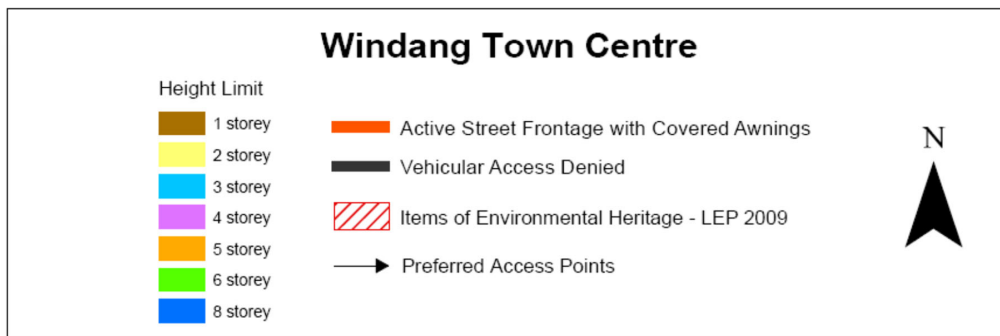 Windang Town Centre
Height Limit
1 storey
2 storey
3 storey
4 storey
5 storey
6 storey
8 storey
Active Street Frontage with Covered Awnings
Vehicular Access Denied
Items of Environmental Heritage - LEP 2009
Preferred Access Points
N